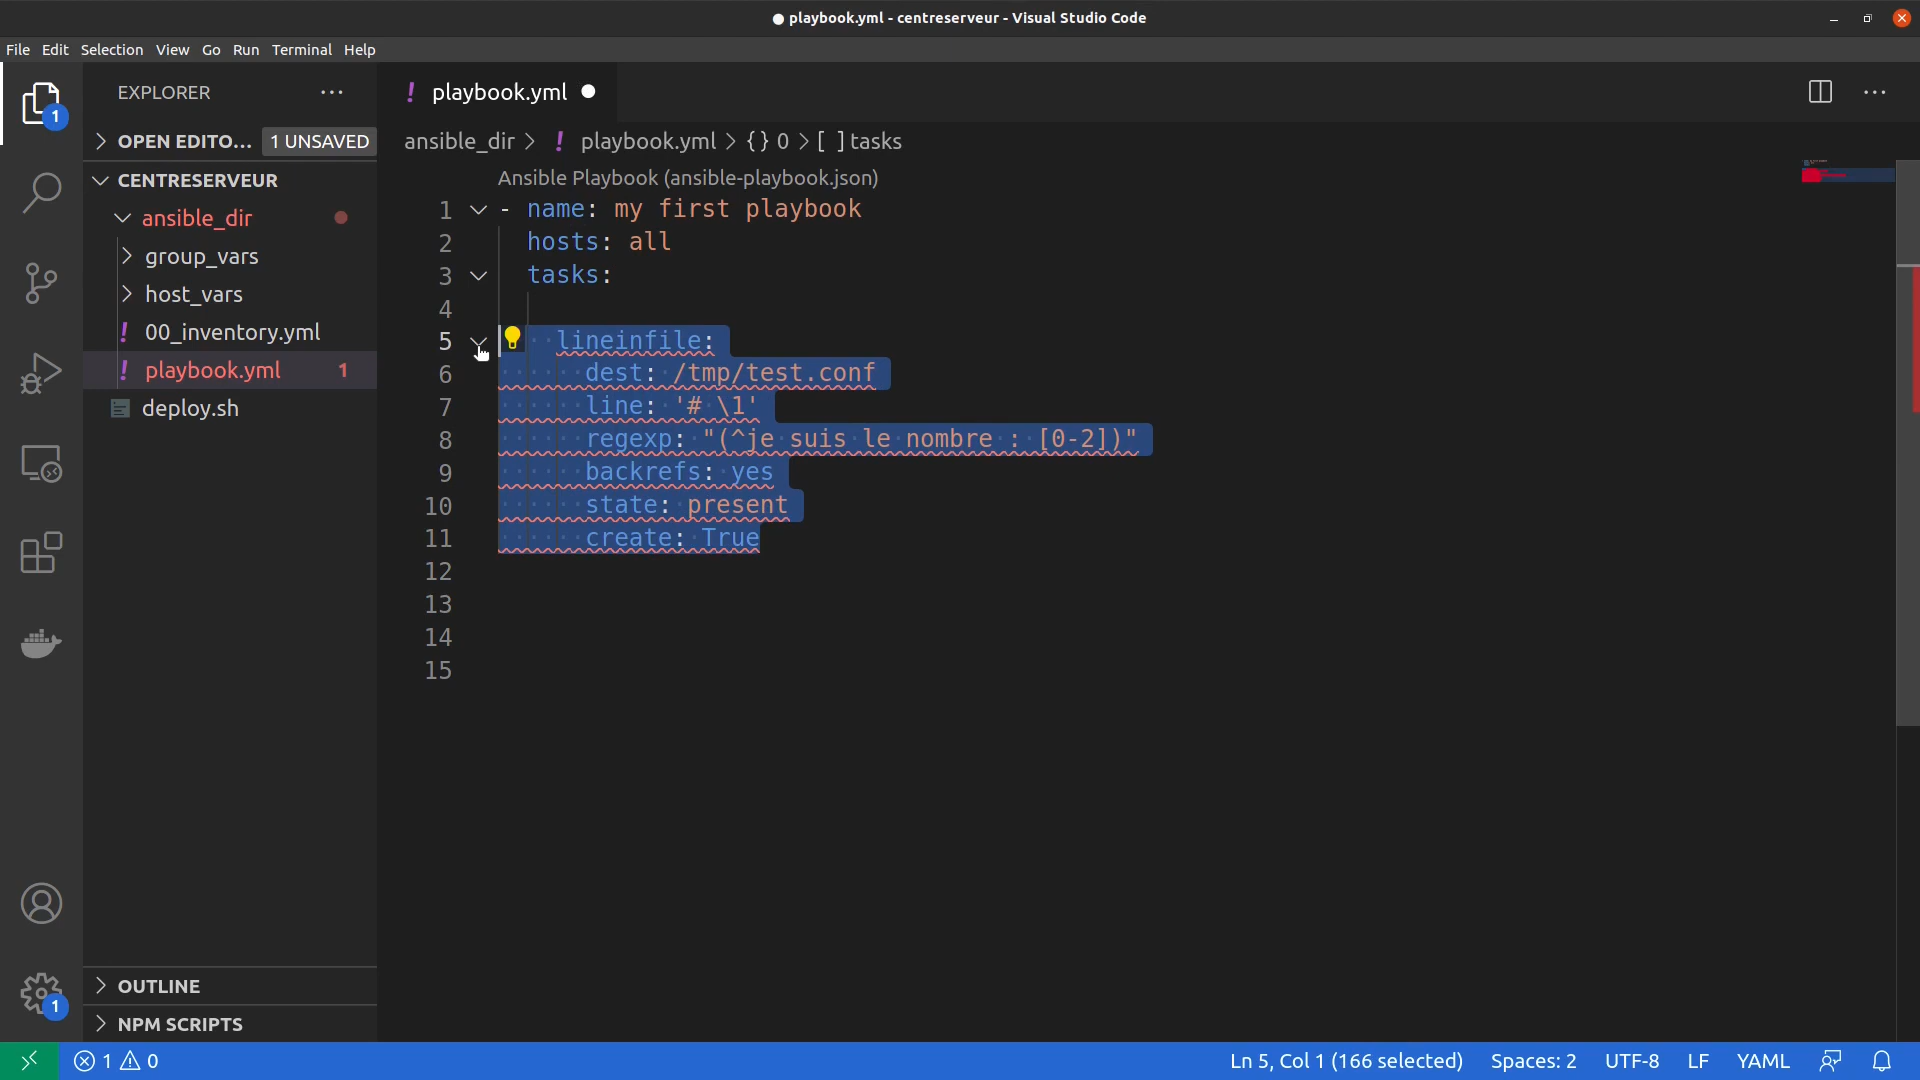 playbook.yml - centreserveur - Visual Studio Code
File Edit Selection View Go Run Terminal Help
EXPLORER
OPEN EDITO... 1 UNSAVED
CENTRESERVEUR
ansible_dir
group_vars
host_vars
00_inventory.yml
playbook.yml 1
deploy.sh
OUTLINE
NPM SCRIPTS
1
1
playbook.yml
ansible_dir > playbook.yml > {} 0 > [ ] tasks
Ansible Playbook (ansible-playbook.json)
1 - name: my first playbook
2 hosts: all
3 tasks:
4
5 lineinfile:
6 dest: /tmp/test.conf
7 line: '# \1'
8 regexp: "(^je suis le nombre : [0-2])"
9 backrefs: yes
10 state: present
11 create: True
12
13
14
15
1 0 Ln 5, Col 1 (166 selected) Spaces: 2 UTF-8 LF YAML